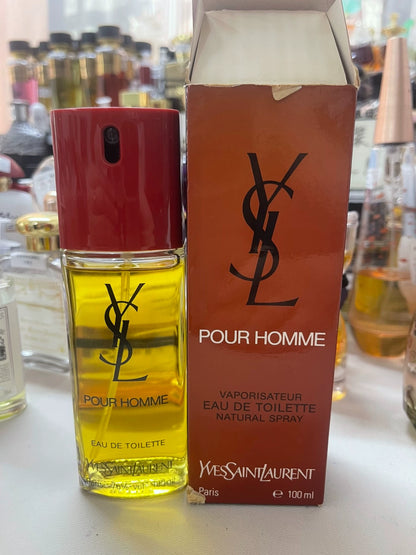 YSL
POUR HOMME
EAU DE TOILETTE
YVESSAINTLAURENT
YSL
POUR HOMME
VAPORISATEUR
EAU DE TOILETTE
NATURAL SPRAY
YVESSAINTLAURENT
Paris
e 100 ml